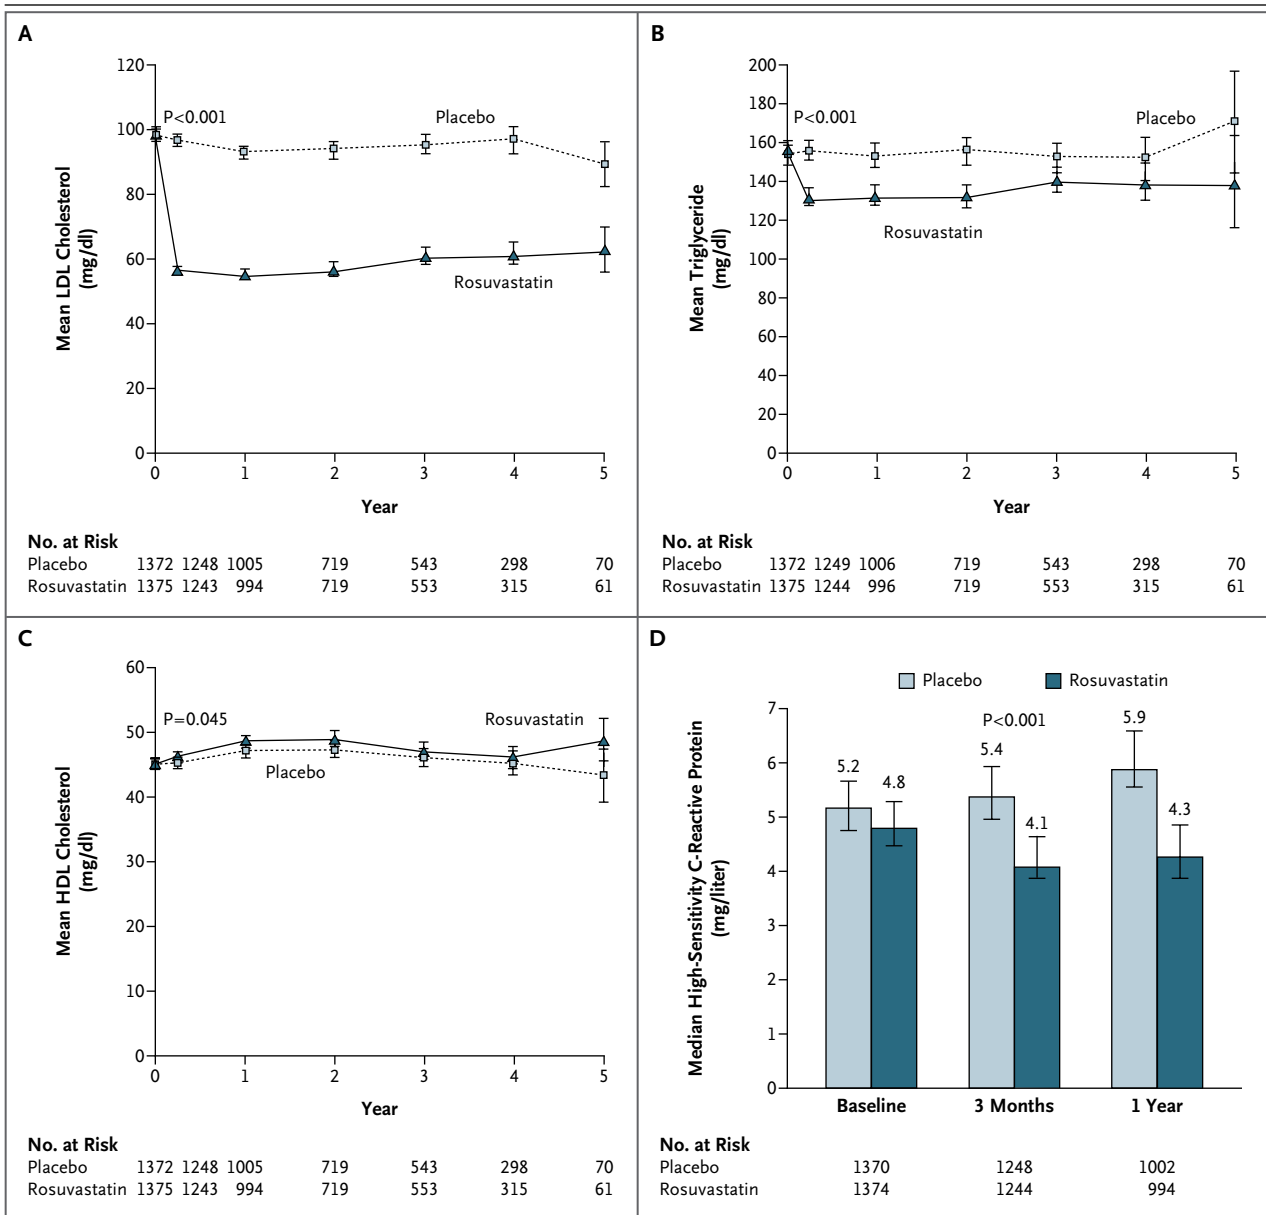 A
Mean LDL Cholesterol
(mg/dl)
120
100
80
60
40
20
0
P<0.001
Placebo
Rosuvastatin
0 1 2 3 4 5
Year
No. at Risk
Placebo 1372 1248 1005 719 543 298 70
Rosuvastatin 1375 1243 994 719 553 315 61
B
Mean Triglyceride
(mg/dl)
200
180
160
140
120
100
80
60
40
20
0
P<0.001
Placebo
Rosuvastatin
0 1 2 3 4 5
Year
No. at Risk
Placebo 1372 1249 1006 719 543 298 70
Rosuvastatin 1375 1244 996 719 553 315 61
C
Mean HDL Cholesterol
(mg/dl)
60
50
40
30
20
10
0
P=0.045
Rosuvastatin
Placebo
0 1 2 3 4 5
Year
No. at Risk
Placebo 1372 1248 1005 719 543 298 70
Rosuvastatin 1375 1243 994 719 553 315 61
D
Placebo Rosuvastatin
Median High-Sensitivity C-Reactive Protein
(mg/liter)
7
6
5
4
3
2
1
0
P<0.001
5.2 4.8
5.4 4.1
5.9 4.3
Baseline 3 Months 1 Year
No. at Risk
Placebo 1370 1248 1002
Rosuvastatin 1374 1244 994